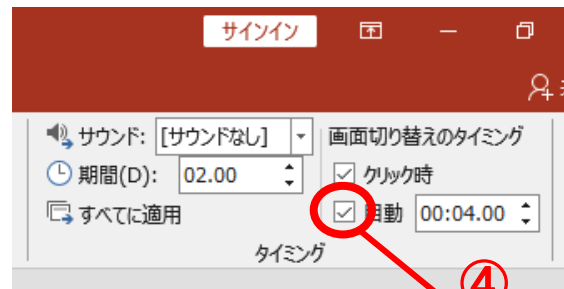 サインイン
サウンド: [サウンドなし] 画面切り替えのタイミング
期間(D): 02.00 クリック時
すべてに適用 自動 00:04.00
タイミング
④